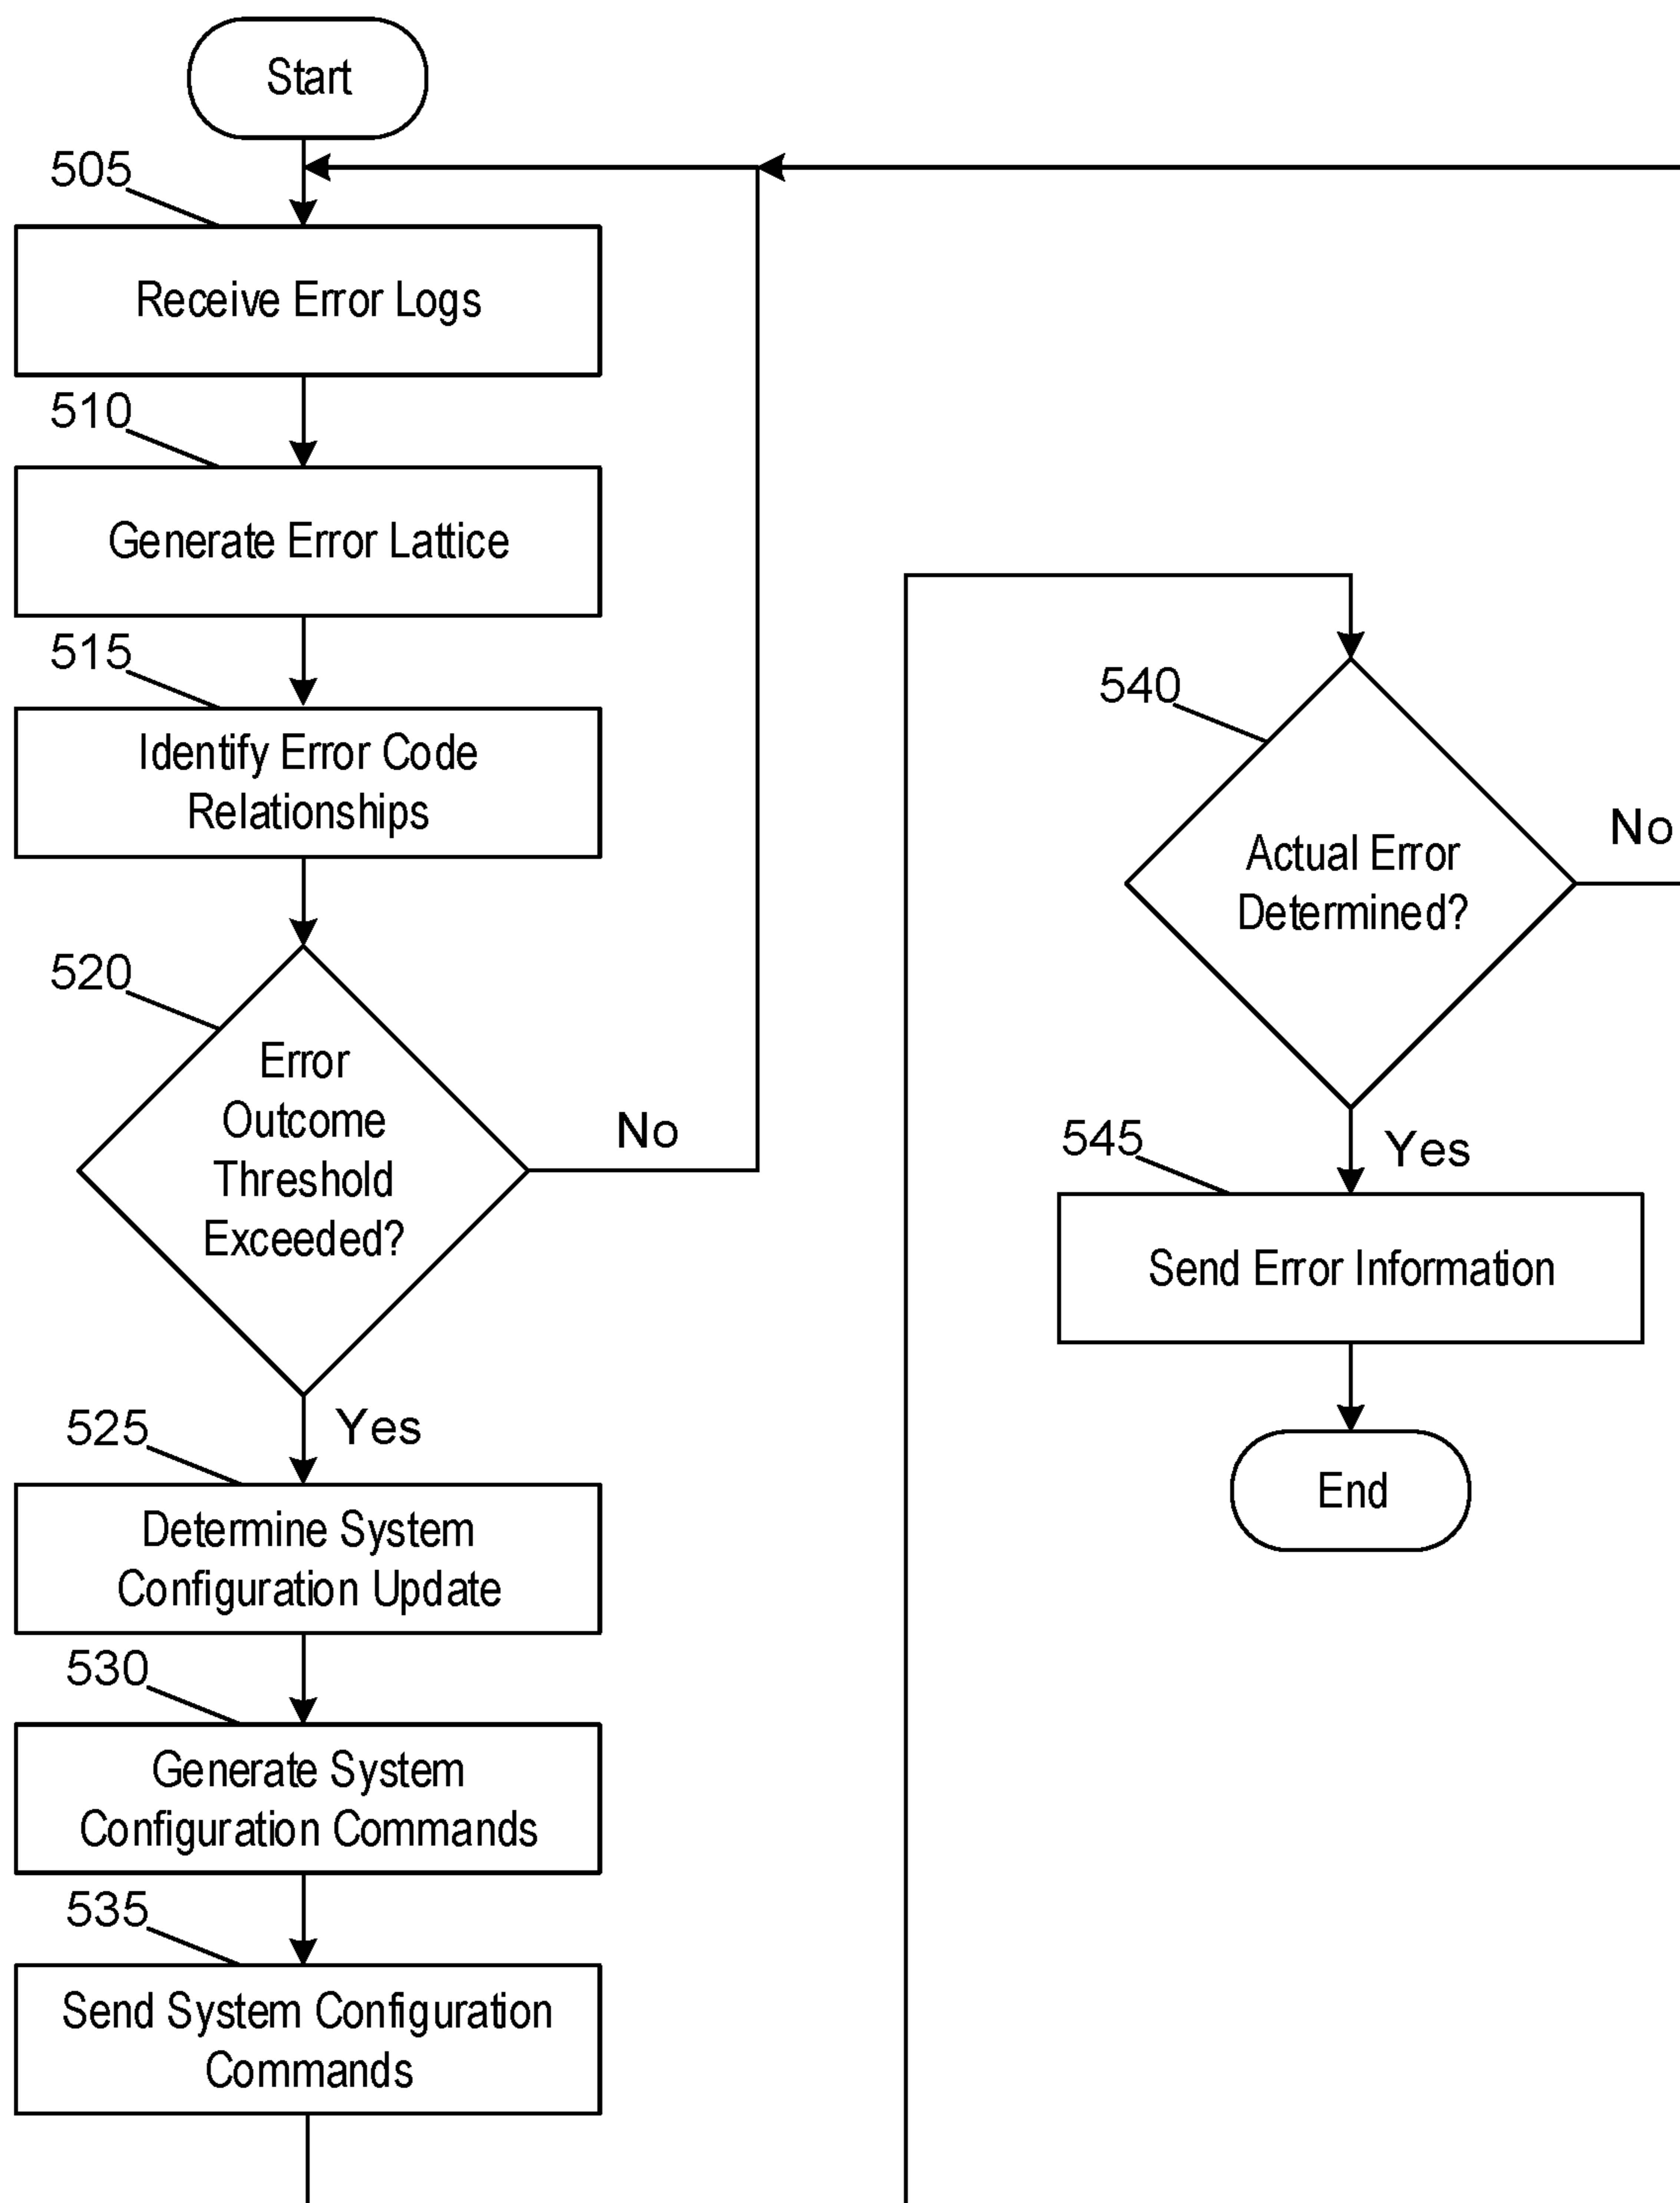 Start
505
Receive Error Logs
510
Generate Error Lattice
515
Identify Error Code
Relationships
520
Error
Outcome
Threshold
Exceeded?
No
Yes
525
Determine System
Configuration Update
530
Generate System
Configuration Commands
535
Send System Configuration
Commands
540
Actual Error
Determined?
No
Yes
545
Send Error Information
End